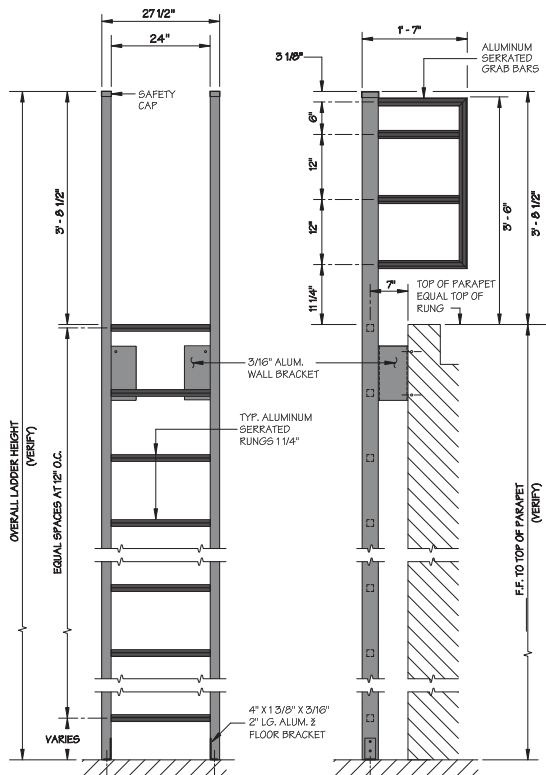 27 1/2"
24"
SAFETY
CAP
3' - 8 1/2"
OVERALL LADDER HEIGHT
(VERIFY)
EQUAL SPACES AT 12" O.C.
VARIES
3/16" ALUM.
WALL BRACKET
TYP. ALUMINUM
SERRATED
RUNGS 1 1/4"
4" X 1 3/8" X 3/16"
2" LG. ALUM.
FLOOR BRACKET
1' - 7"
3 1/8"
ALUMINUM
SERRATED
GRAB BARS
6"
12"
12"
11 1/4"
7"
3' - 6"
3' - 8 1/2"
TOP OF PARAPET
EQUAL TOP OF
RUNG
F.F. TO TOP OF PARAPET
(VERIFY)